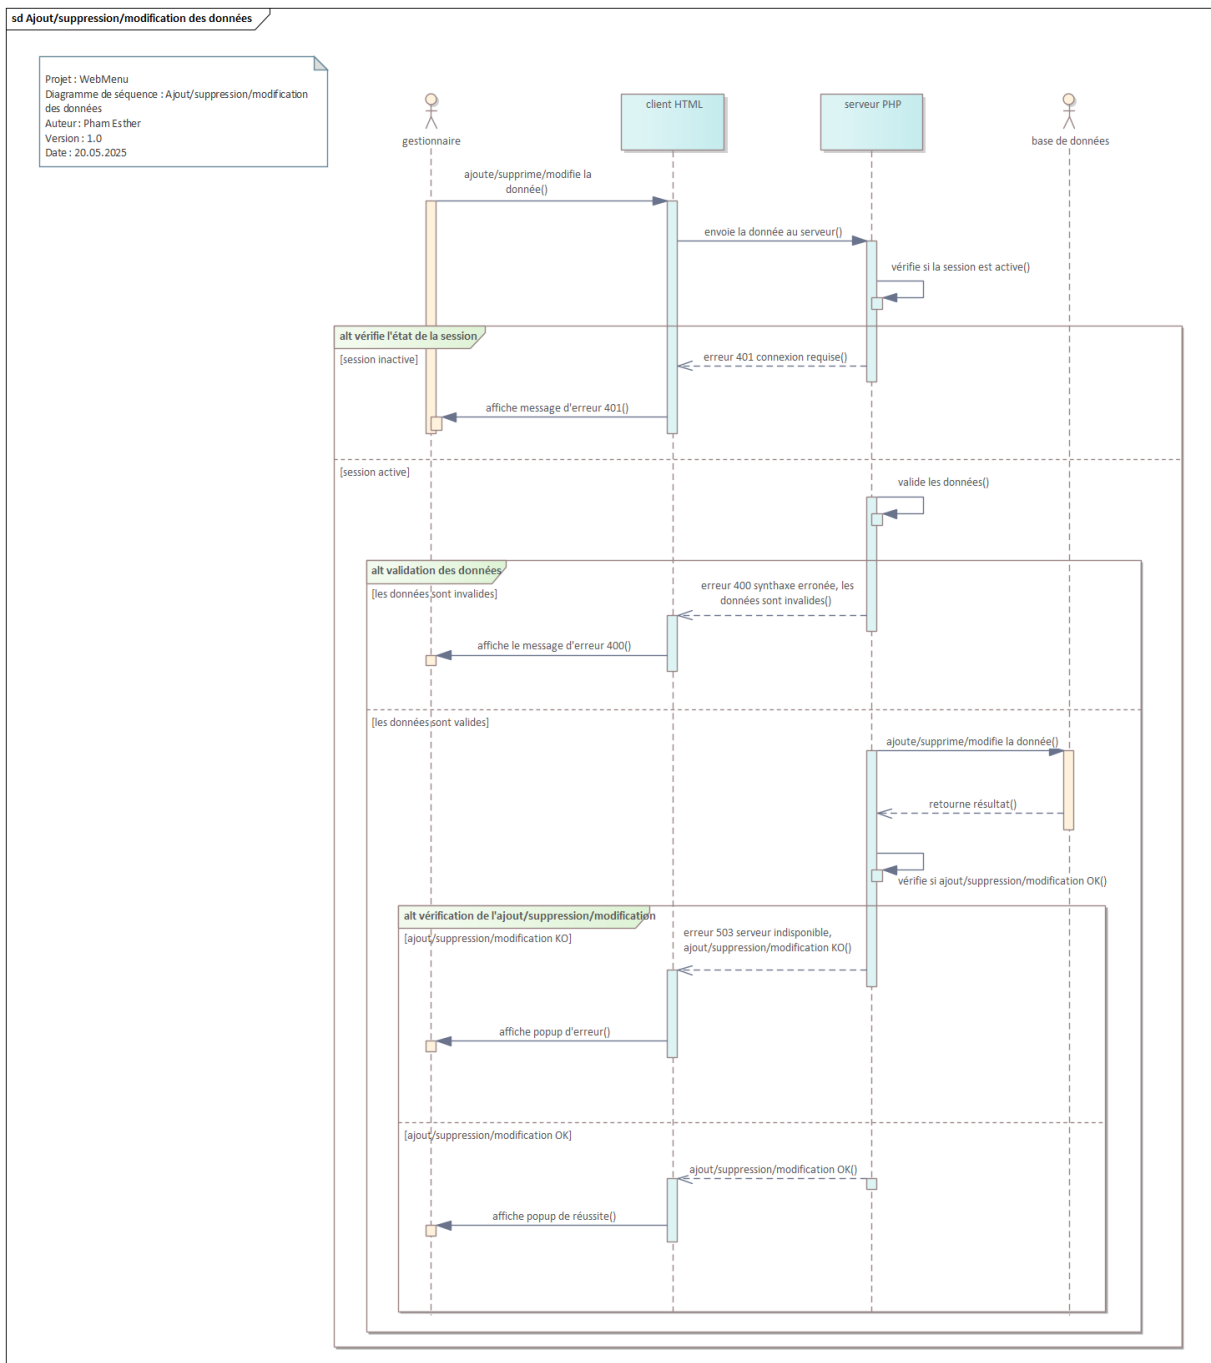 sd Ajout/suppression/modification des données
Projet : WebMenu
Diagramme de séquence : Ajout/suppression/modification
des données
Auteur : Pham Esther
Version : 1.0
Date : 20.05.2025
gestionnaire
client HTML
serveur PHP
base de données
ajoute/supprime/modifie la
donnée()
envoie la donnée au serveur()
vérifie si la session est active()
alt vérifie l'état de la session
[session inactive]
erreur 401 connexion requise()
affiche message d'erreur 401()
[session active]
valide les données()
alt validation des données
[les données sont invalides]
erreur 400 synthaxe erronée, les
données sont invalides()
affiche le message d'erreur 400()
[les données sont valides]
ajoute/supprime/modifie la donnée()
retourne résultat()
vérifie si ajout/suppression/modification OK()
alt vérification de l'ajout/suppression/modification
[ajout/suppression/modification KO]
erreur 503 serveur indisponible,
ajout/suppression/modification KO()
affiche popup d'erreur()
[ajout/suppression/modification OK]
ajout/suppression/modification OK()
affiche popup de réussite()